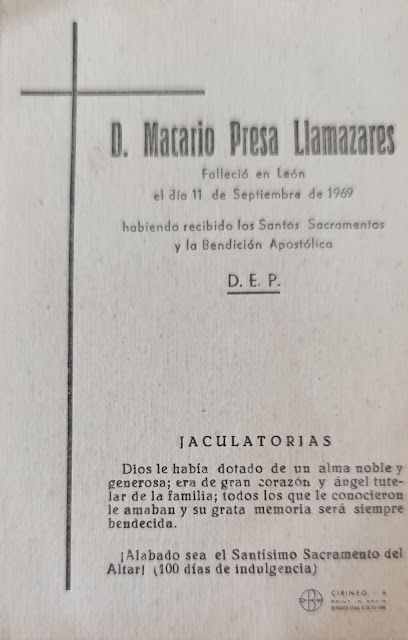 D. Macario Presa Llamazares
Falleció en León
el día 11 de Septiembre de 1969
habiendo recibido los Santos Sacramentos
y la Bendición Apostólica
D. E. P.
JACULATORIAS
Dios le había dotado de un alma noble y
generosa; era de gran corazón y ángel tute-
lar de la familia; todos los que le conocieron
le amaban y su grata memoria será siempre
bendecida.
¡Alabado sea el Santísimo Sacramento del
Altar! (100 días de indulgencia)
CIRINEO
PRINT IN SPAIN